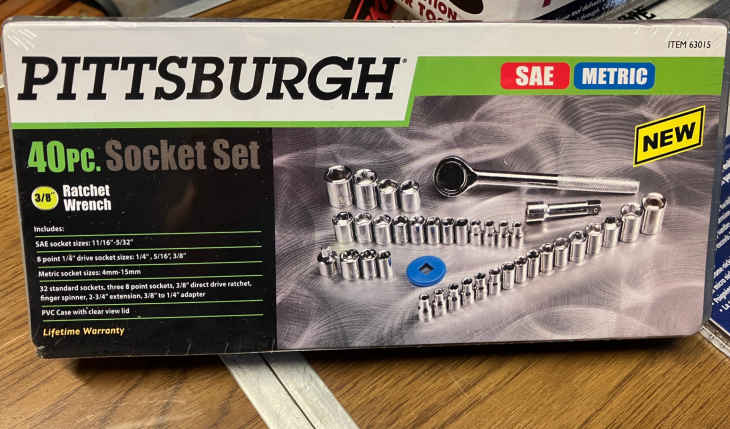 TION
R TOO
ITEM 63015
PITTSBURGH®
SAE METRIC
NEW
40PC. Socket Set
3/8" Ratchet
Wrench
Includes:
SAE socket sizes: 11/16"-5/32"
8 point 1/4" drive socket sizes: 1/4" , 5/16", 3/8"
Metric socket sizes: 4mm-15mm
32 standard sockets, three 8 point sockets, 3/8" direct drive ratchet,
finger spinner, 2-3/4" extension, 3/8" to 1/4" adapter
PVC Case with clear view lid
Lifetime Warranty